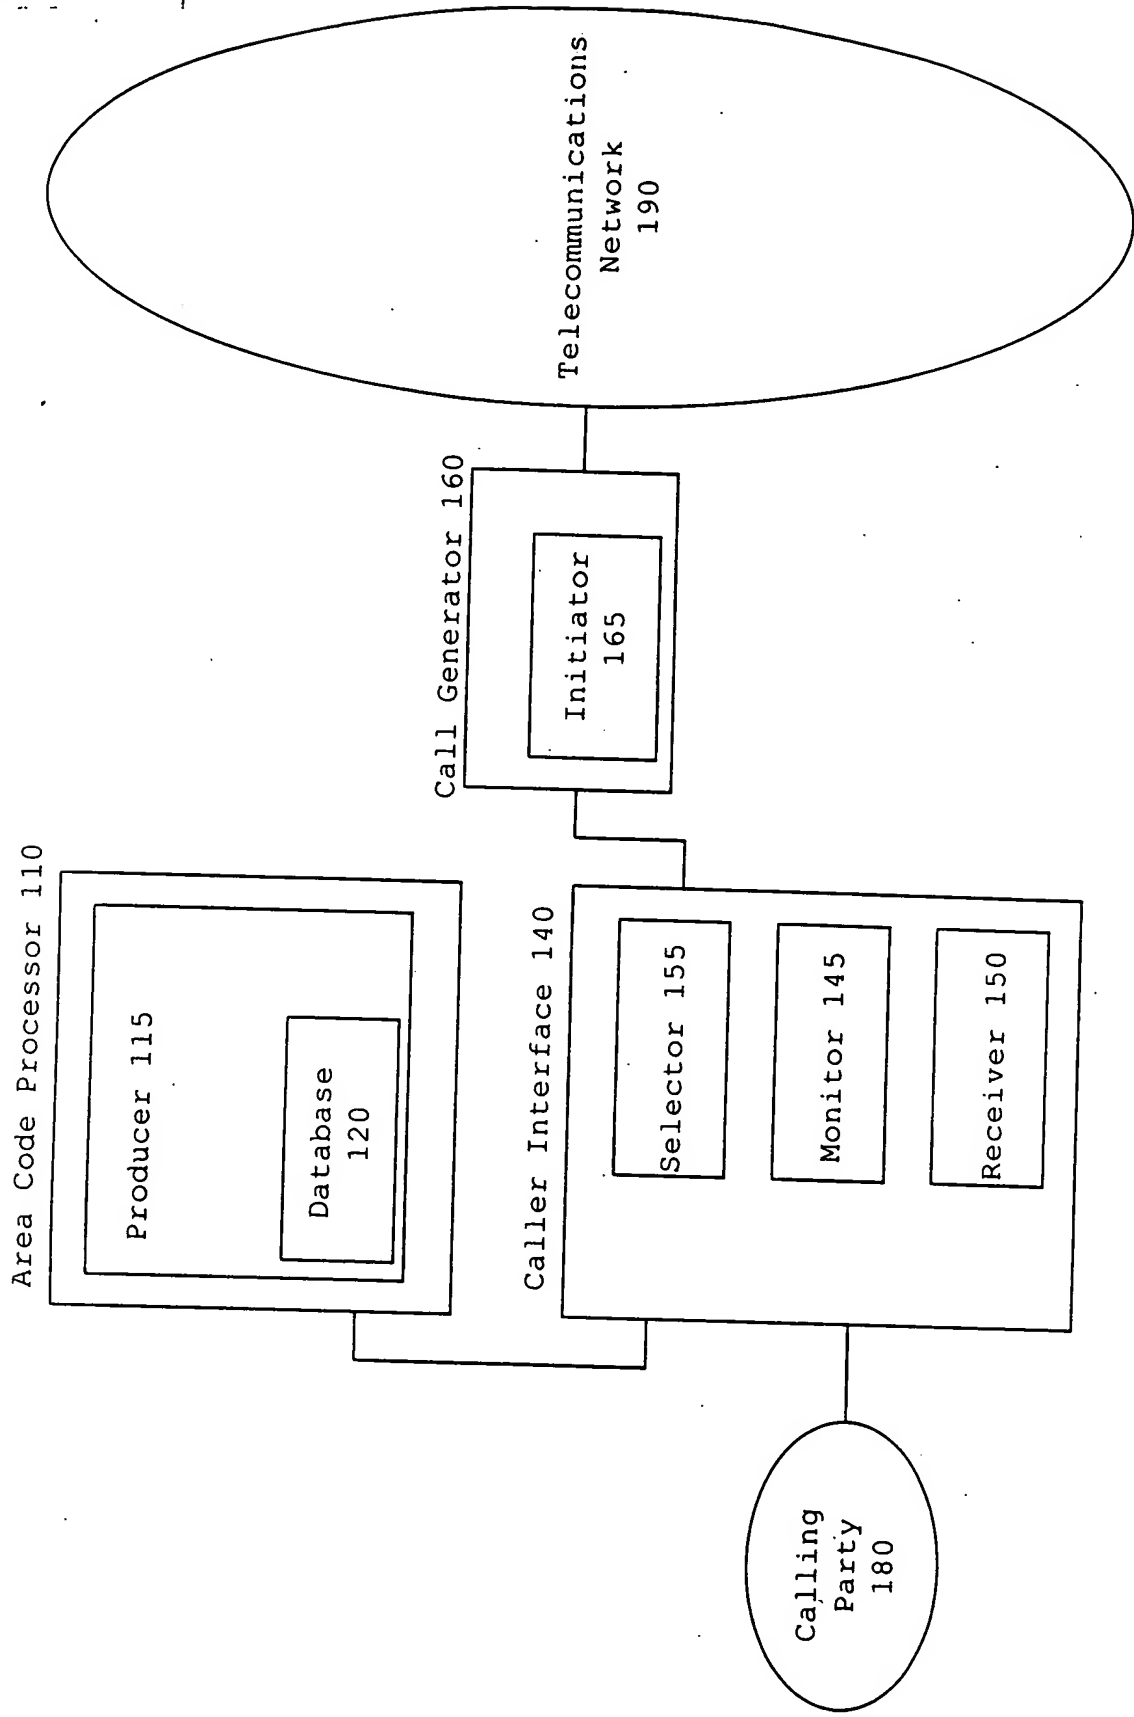 Area Code Processor 110
Producer 115
Database
120
Caller Interface 140
Selector 155
Monitor 145
Receiver 150
Calling
Party
180
Call Generator 160
Initiator
165
Telecommunications
Network
190